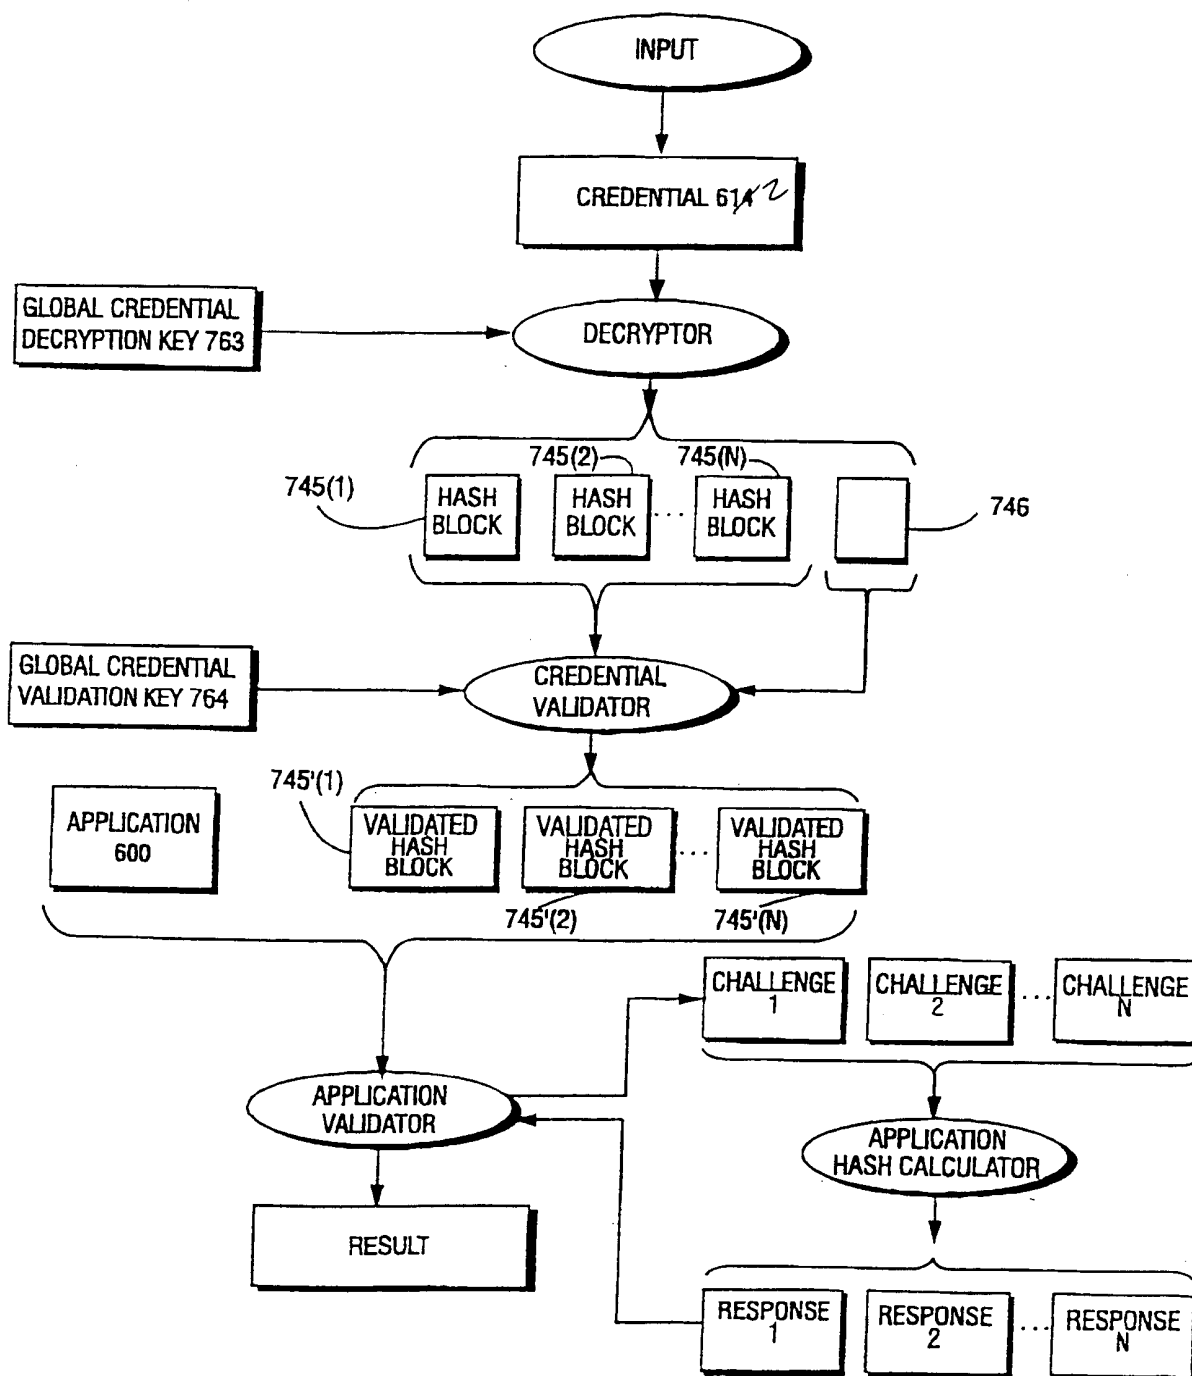 INPUT
CREDENTIAL 614 2
GLOBAL CREDENTIAL
DECRYPTION KEY 763
DECRYPTOR
745(1)
745(2)
745(N)
HASH
BLOCK
HASH
BLOCK
...
HASH
BLOCK
746
GLOBAL CREDENTIAL
VALIDATION KEY 764
CREDENTIAL
VALIDATOR
745'(1)
APPLICATION
600
VALIDATED
HASH
BLOCK
VALIDATED
HASH
BLOCK
...
VALIDATED
HASH
BLOCK
745'(2)
745'(N)
CHALLENGE
1
CHALLENGE
2
...
CHALLENGE
N
APPLICATION
VALIDATOR
APPLICATION
HASH CALCULATOR
RESULT
RESPONSE
1
RESPONSE
2
...
RESPONSE
N